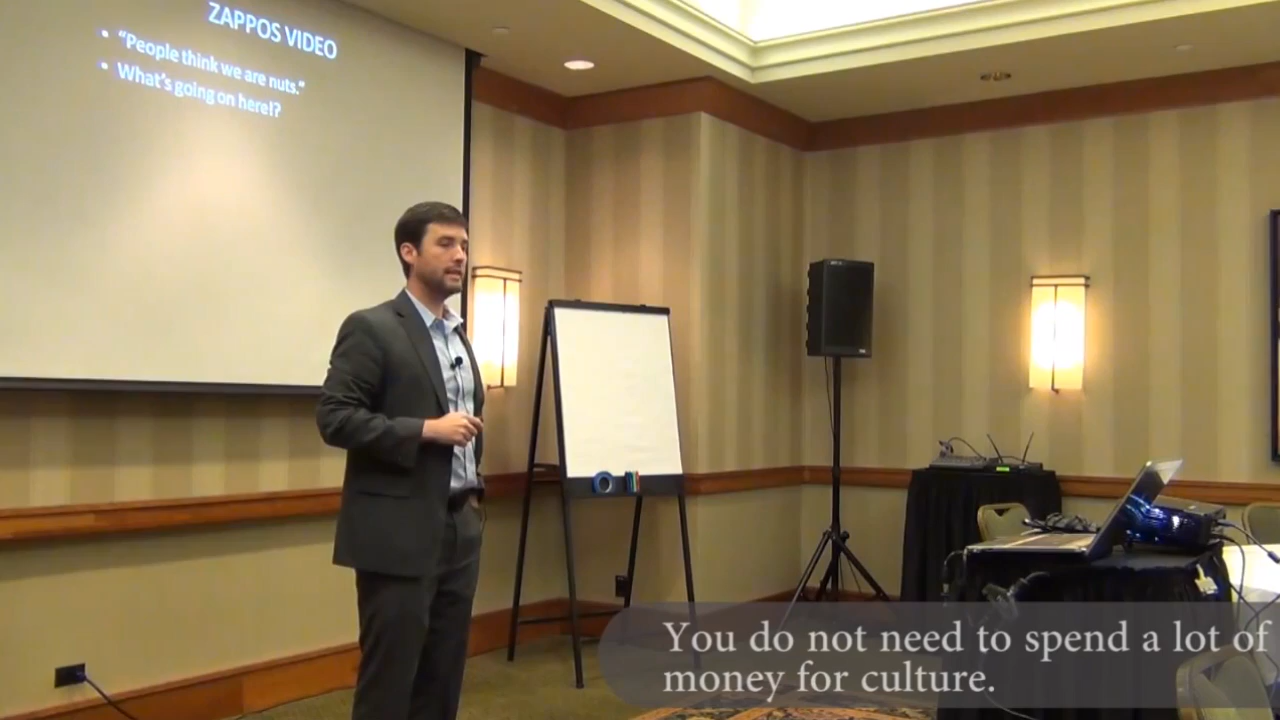 ZAPPOS VIDEO
• "People think we are nuts."
• What's going on here!?
You do not need to spend a lot of
money for culture.